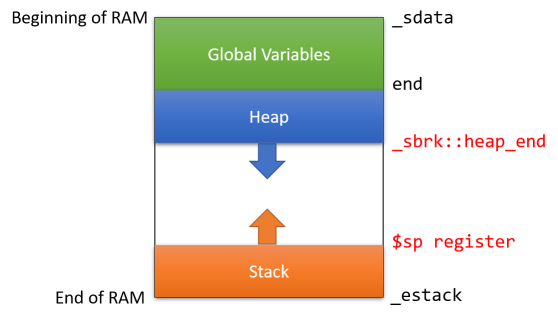 Beginning of RAM
_sdata
Global Variables
end
Heap
_sbrk::heap_end
$sp register
Stack
End of RAM
_estack